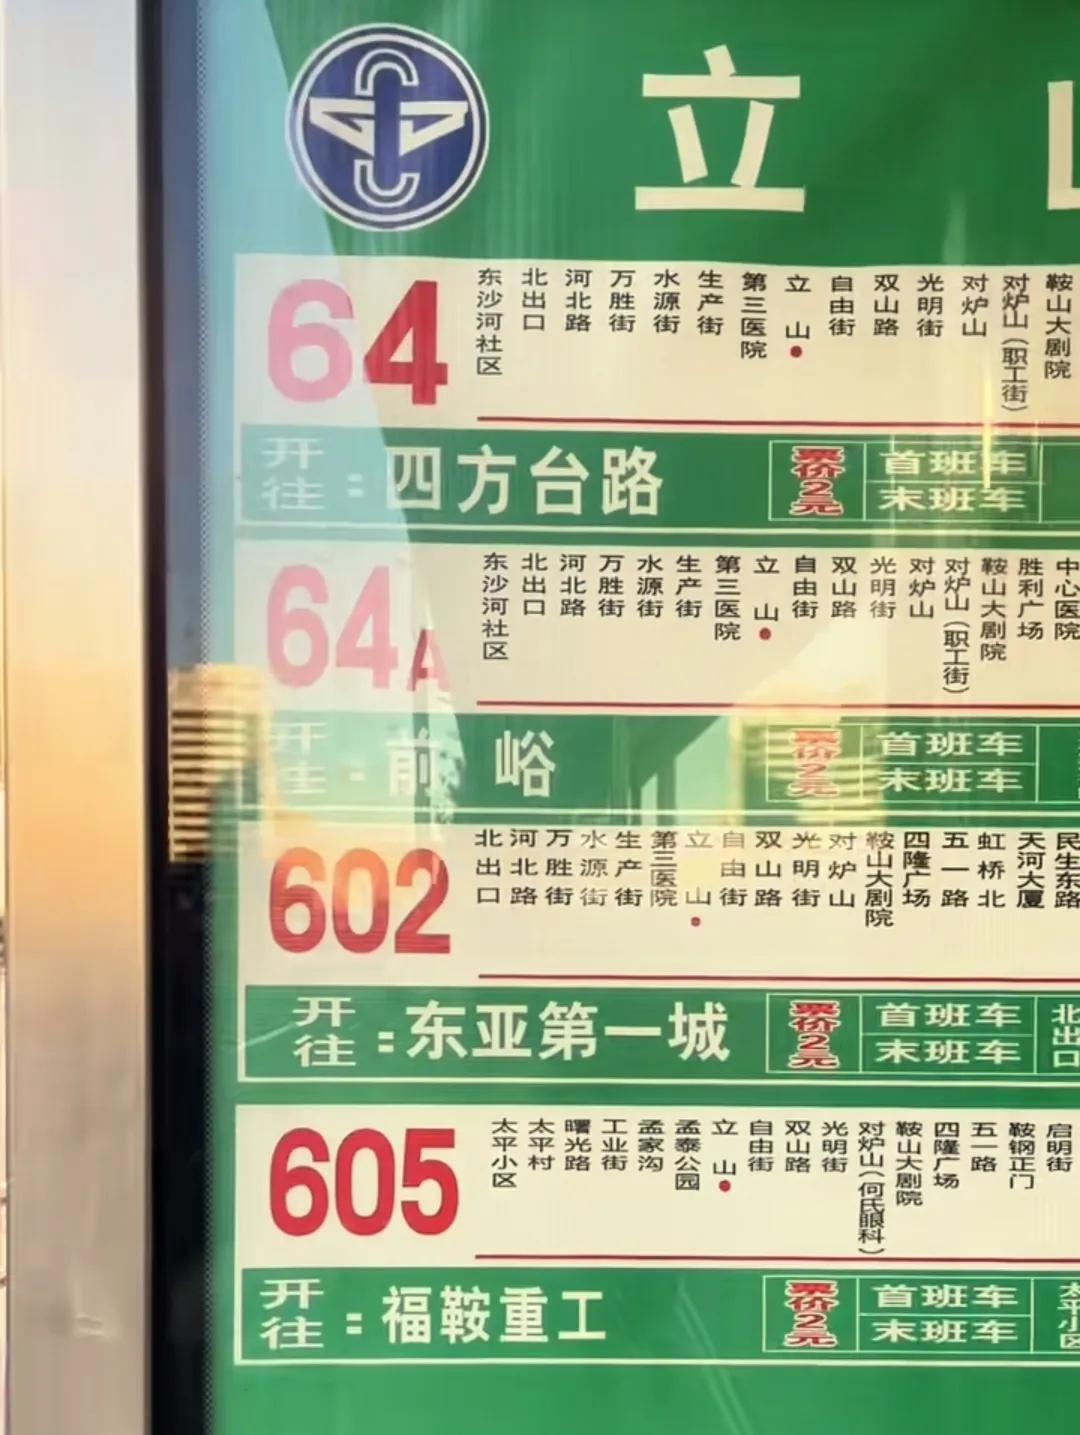 立
64
东沙河社区 北出口 河北路 万胜街 水源街 生产街 第三医院 立山 自由街 双山路 光明街 对炉山 对炉山（职工街） 鞍山大剧院
开往：四方台路 票价2元 首班车 末班车
64A
东沙河社区 北出口 河北路 万胜街 水源街 生产街 第三医院 立山 自由街 双山路 光明街 对炉山 对炉山（职工街） 鞍山大剧院 胜利广场 中心医院
开往：前峪 票价2元 首班车 末班车
602
北出口 河北路 万胜街 水源街 生产街 第三医院 立山 自由街 双山路 光明街 对炉山 鞍山大剧院 四隆广场 五一路 虹桥北 天河大厦 民生东路
开往：东亚第一城 票价2元 首班车 末班车 北出口
605
太平小区 太平村 曙光路 工业街 孟家沟 孟泰公园 立山 自由街 双山路 光明街 对炉山（何氏眼科） 鞍山大剧院 四隆广场 五一路 鞍钢正门 启明街
开往：福鞍重工 票价2元 首班车 末班车 太平小区